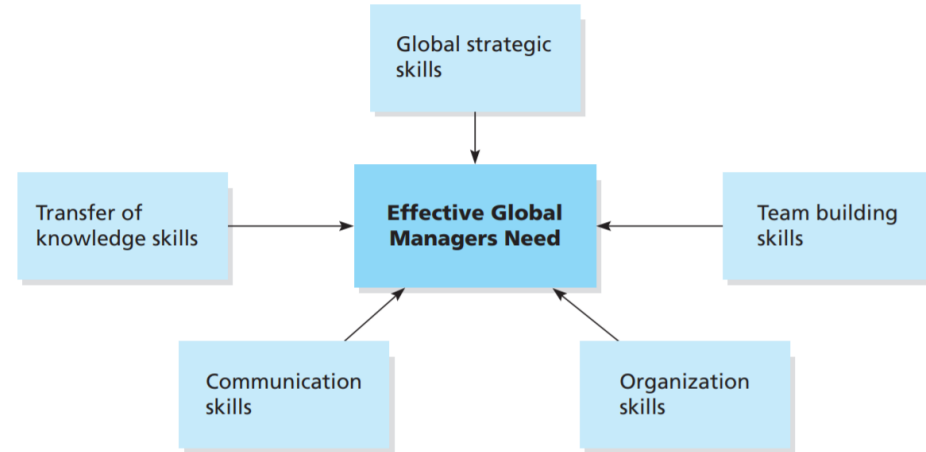 Global strategic
skills
Transfer of
knowledge skills
Effective Global
Managers Need
Team building
skills
Communication
skills
Organization
skills